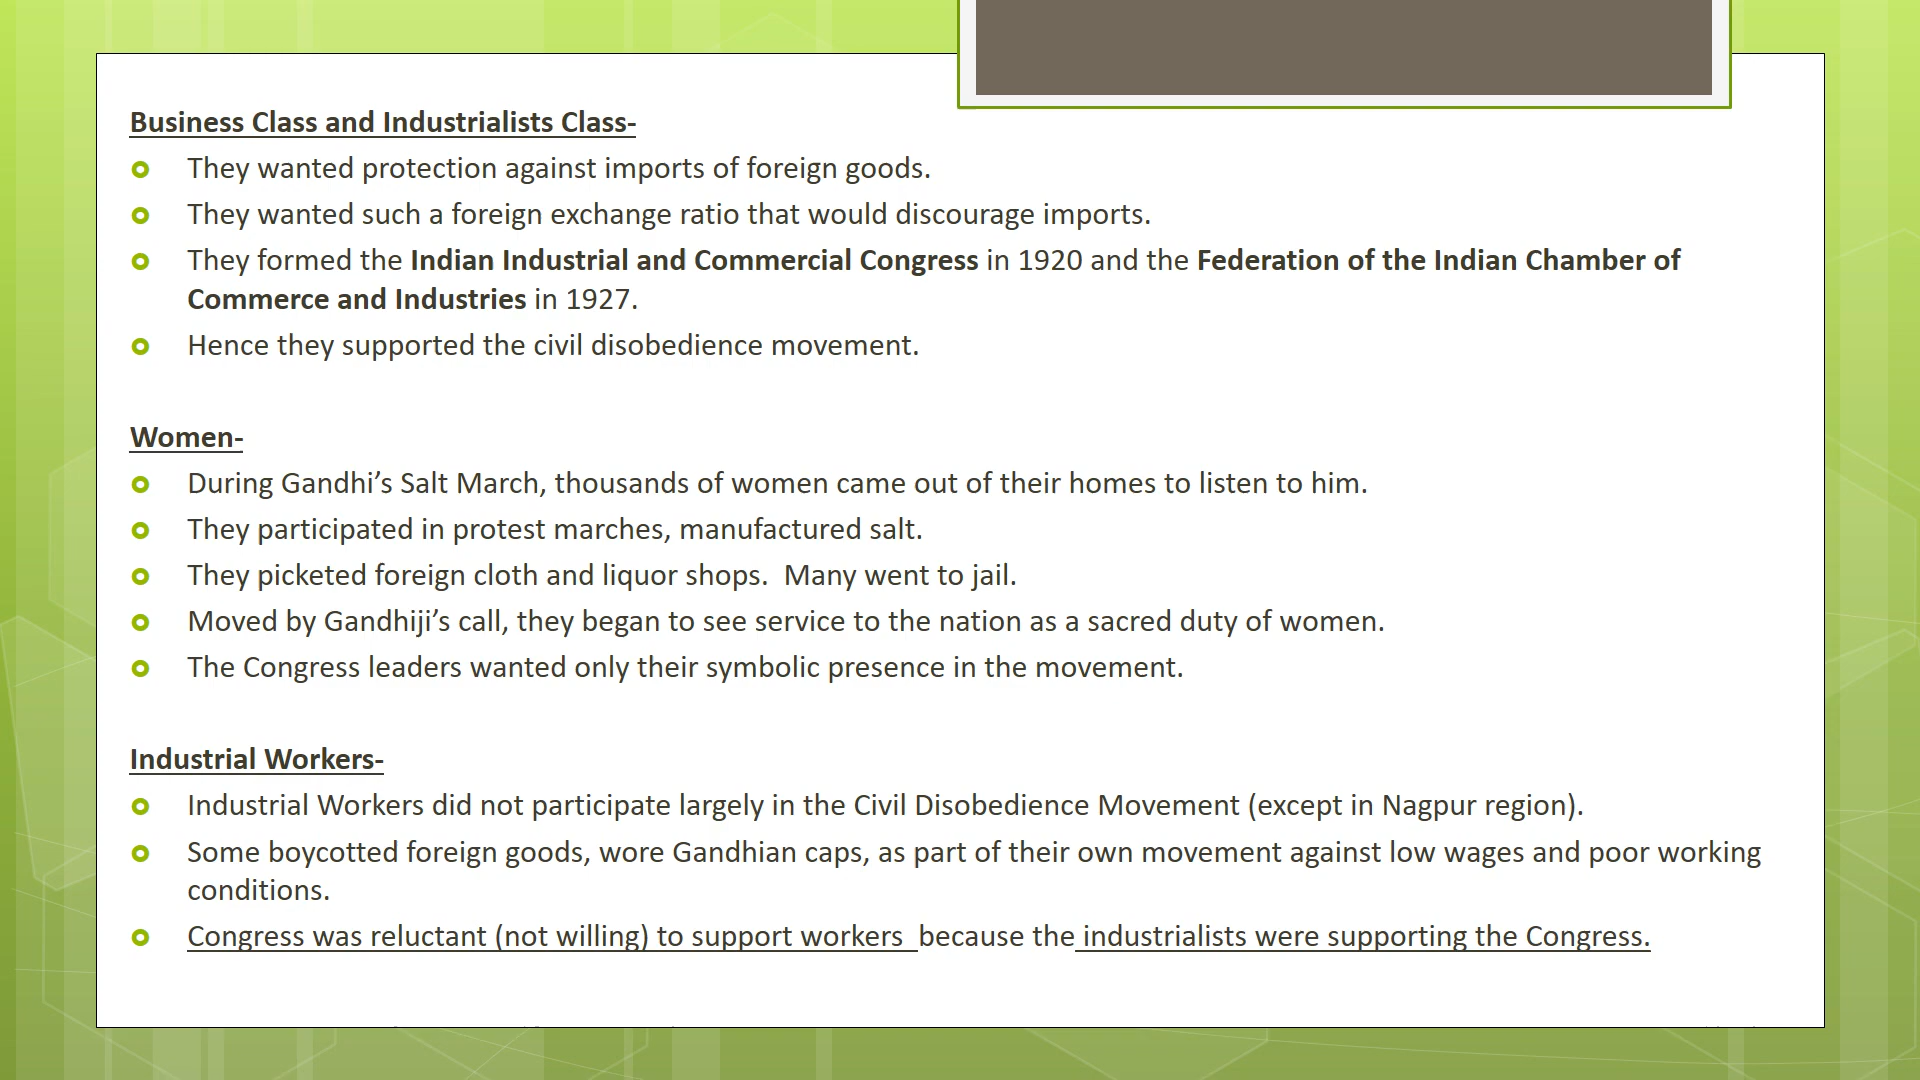 Business Class and Industrialists Class-
They wanted protection against imports of foreign goods.
They wanted such a foreign exchange ratio that would discourage imports.
They formed the Indian Industrial and Commercial Congress in 1920 and the Federation of the Indian Chamber of
Commerce and Industries in 1927.
Hence they supported the civil disobedience movement.
Women-
During Gandhi’s Salt March, thousands of women came out of their homes to listen to him.
They participated in protest marches, manufactured salt.
They picketed foreign cloth and liquor shops.  Many went to jail.
Moved by Gandhiji’s call, they began to see service to the nation as a sacred duty of women.
The Congress leaders wanted only their symbolic presence in the movement.
Industrial Workers-
Industrial Workers did not participate largely in the Civil Disobedience Movement (except in Nagpur region).
Some boycotted foreign goods, wore Gandhian caps, as part of their own movement against low wages and poor working
conditions.
Congress was reluctant (not willing) to support workers  because the industrialists were supporting the Congress.